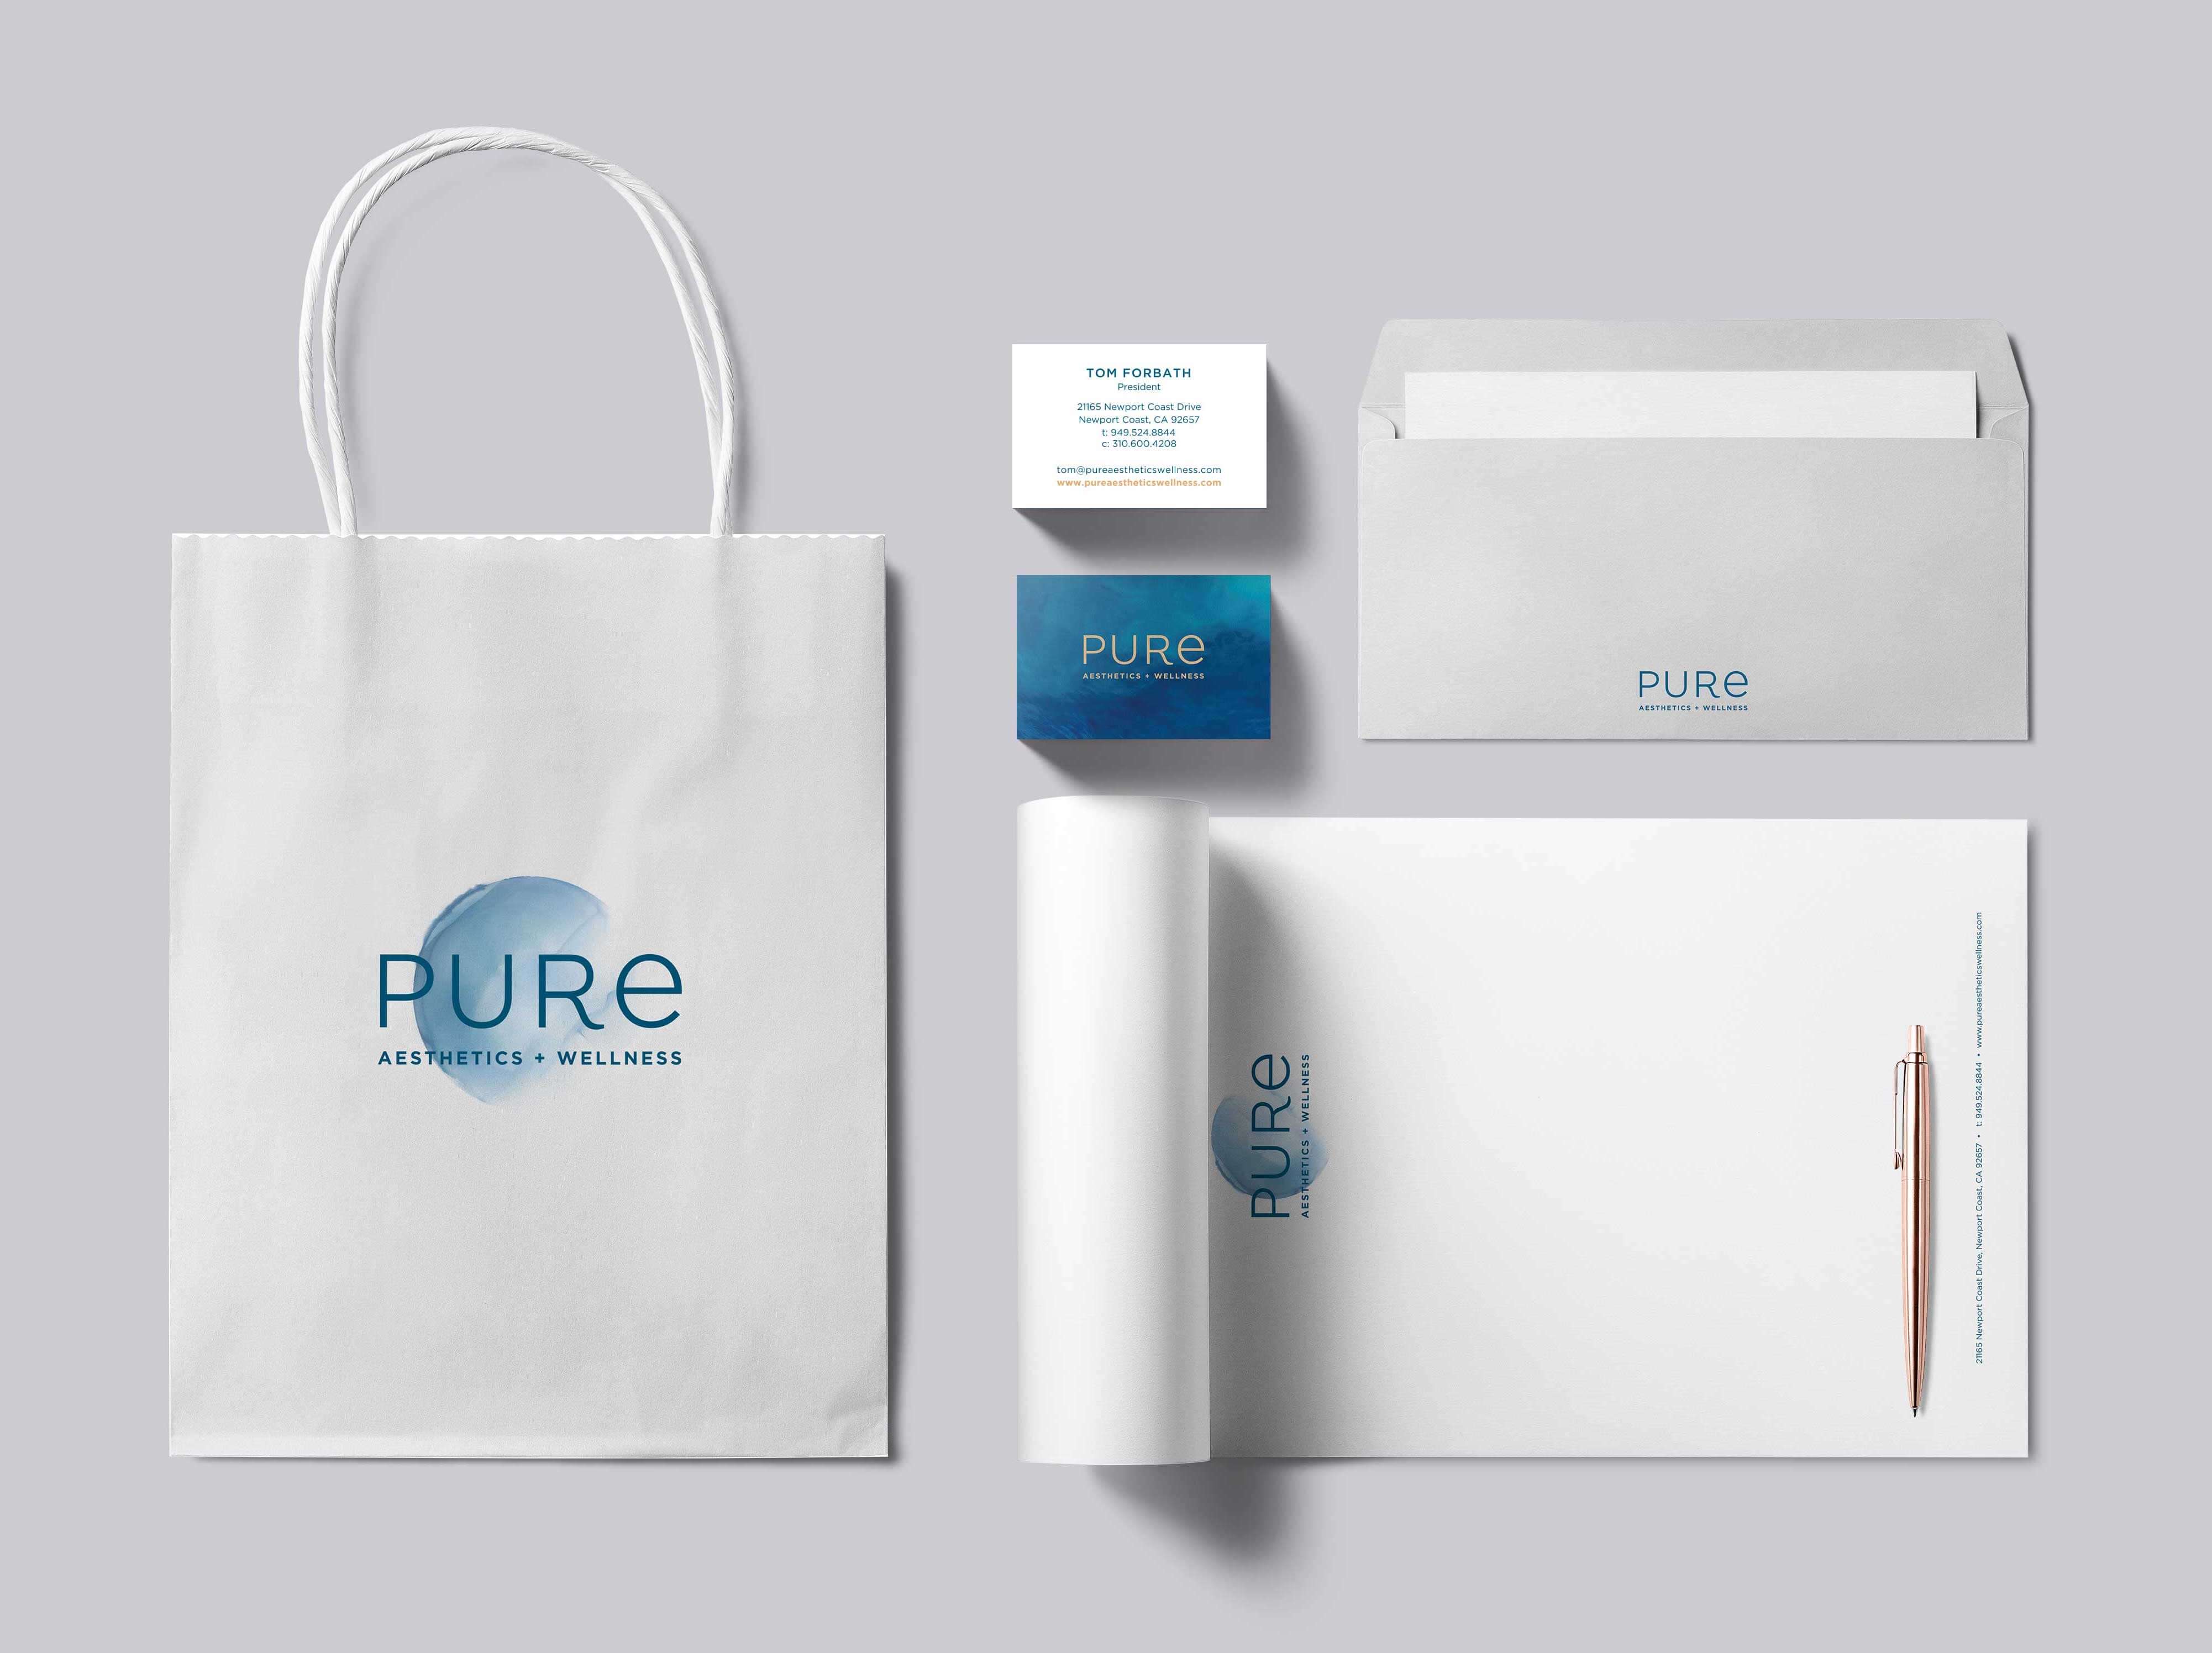 PURe
AESTHETICS + WELLNESS
TOM FORBATH
President
21165 Newport Coast Drive
Newport Coast, CA 92657
t: 949.524.8844
c: 310.600.4208
tom@pureaestheticswellness.com
www.pureaestheticswellness.com
PURe
AESTHETICS + WELLNESS
PURe
AESTHETICS + WELLNESS
PURe
AESTHETICS + WELLNESS
21165 Newport Coast Drive, Newport Coast, CA 92657 • t: 949.524.8844 • www.pureaestheticswellness.com